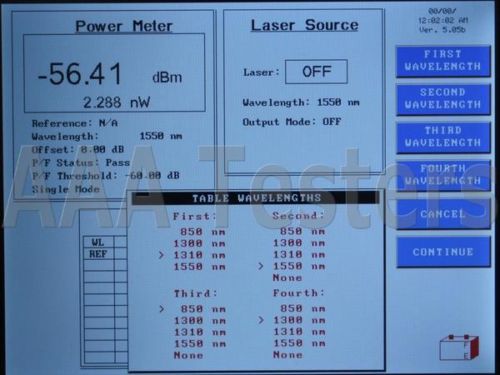 Power Meter
-56.41 dBm
2.288 nW
Reference: N/A
Wavelength: 1550 nm
Offset: 0.00 dB
P/F Status: Pass
P/F Threshold: -60.00 dB
Single Mode
Laser Source
Laser: OFF
Wavelength: 1550 nm
Output Mode: OFF
00/00/
12:02:02 AM
Ver. 5.05b
FIRST
WAVELENGTH
SECOND
WAVELENGTH
THIRD
WAVELENGTH
FOURTH
WAVELENGTH
CANCEL
CONTINUE
AAA Testers
WL
REF
TABLE WAVELENGTHS
First:
850 nm
1300 nm
> 1310 nm
1550 nm
Second:
850 nm
1300 nm
1310 nm
> 1550 nm
None
Third:
> 850 nm
1300 nm
1310 nm
1550 nm
None
Fourth:
850 nm
> 1300 nm
1310 nm
1550 nm
None
F
E